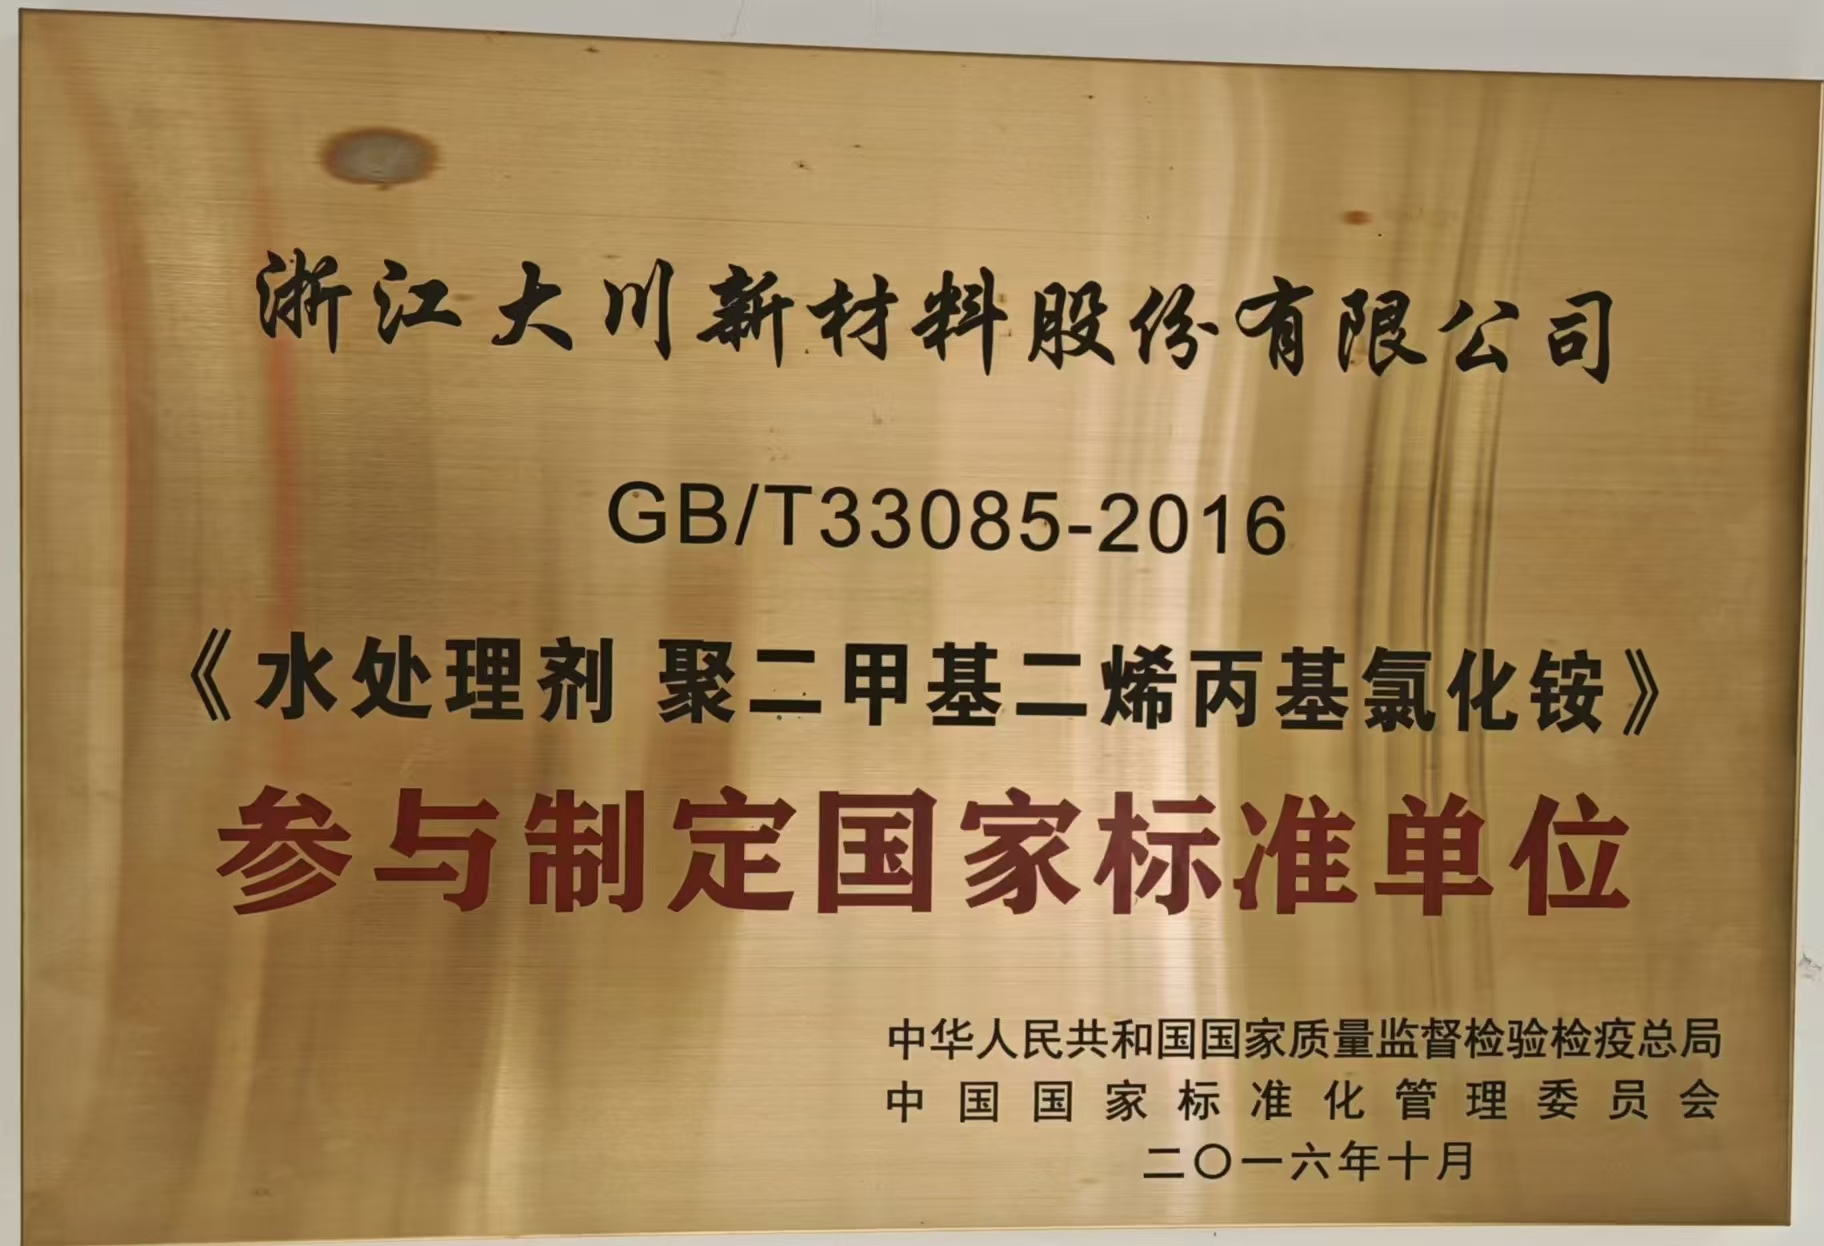 浙江大川新材料股份有限公司
GB/T33085-2016
《水处理剂 聚二甲基二烯丙基氯化铵》
参与制定国家标准单位
中华人民共和国国家质量监督检验检疫总局
中国国家标准化管理委员会
二〇一六年十月